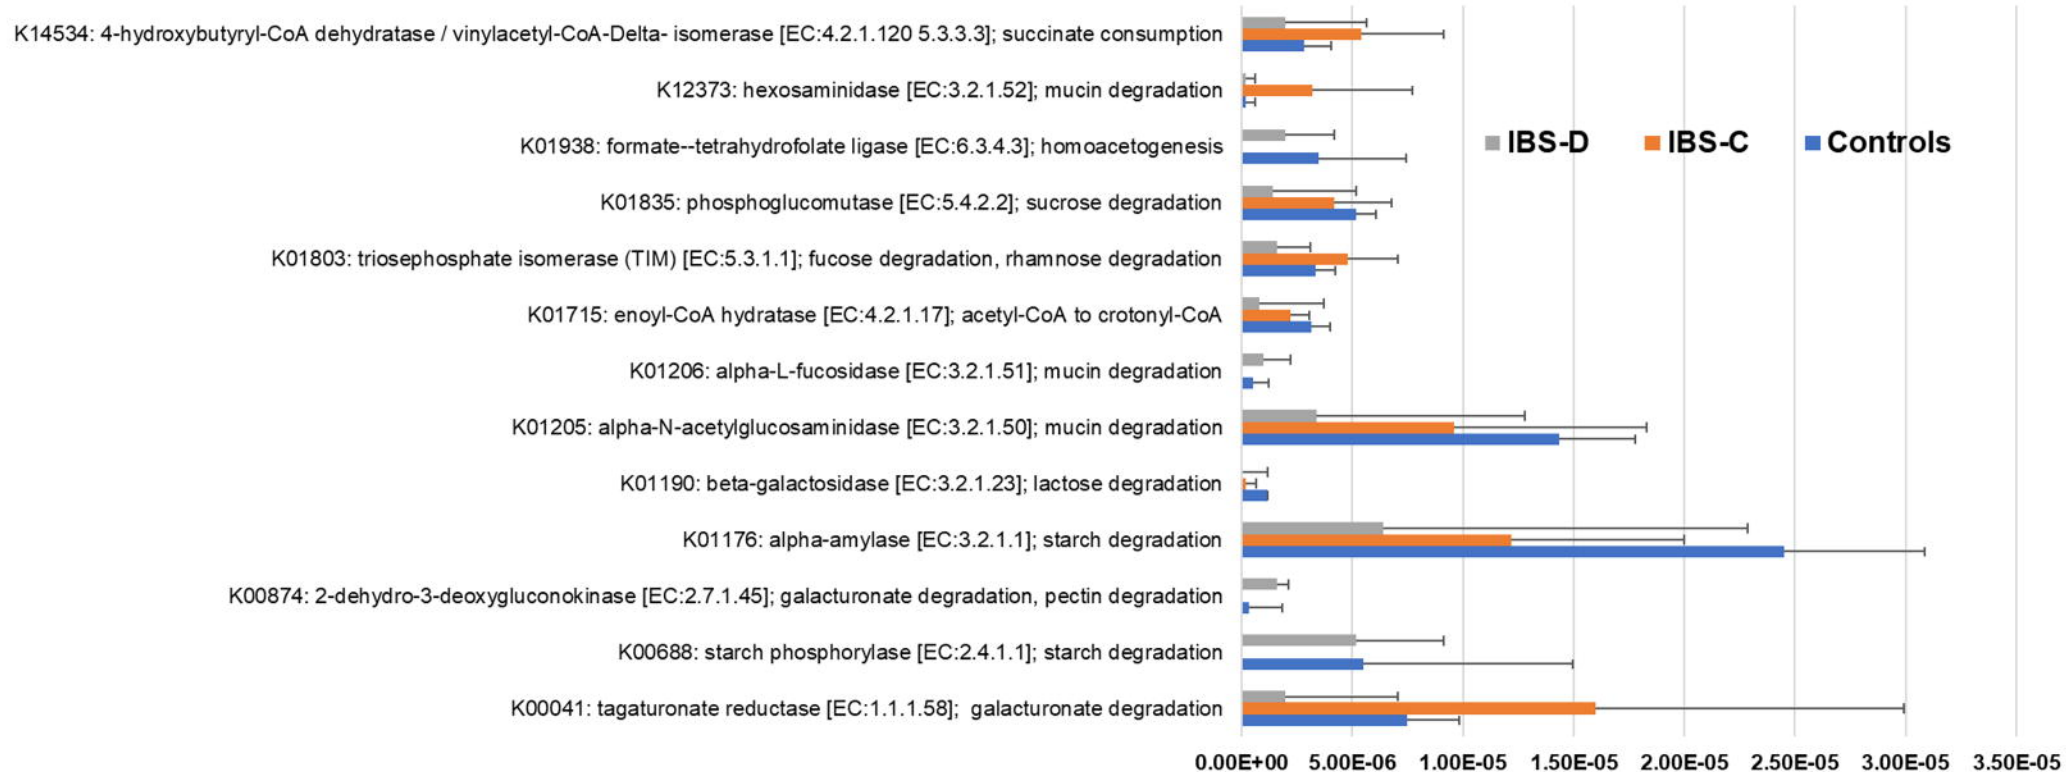 K14534: 4-hydroxybutyryl-CoA dehydratase / vinylacetyl-CoA-Delta- isomerase [EC:4.2.1.120 5.3.3.3]; succinate consumption
K12373: hexosaminidase [EC:3.2.1.52]; mucin degradation
K01938: formate--tetrahydrofolate ligase [EC:6.3.4.3]; homoacetogenesis
IBS-D IBS-C Controls
K01835: phosphoglucomutase [EC:5.4.2.2]; sucrose degradation
K01803: triosephosphate isomerase (TIM) [EC:5.3.1.1]; fucose degradation, rhamnose degradation
K01715: enoyl-CoA hydratase [EC:4.2.1.17]; acetyl-CoA to crotonyl-CoA
K01206: alpha-L-fucosidase [EC:3.2.1.51]; mucin degradation
K01205: alpha-N-acetylglucosaminidase [EC:3.2.1.50]; mucin degradation
K01190: beta-galactosidase [EC:3.2.1.23]; lactose degradation
K01176: alpha-amylase [EC:3.2.1.1]; starch degradation
K00874: 2-dehydro-3-deoxygluconokinase [EC:2.7.1.45]; galacturonate degradation, pectin degradation
K00688: starch phosphorylase [EC:2.4.1.1]; starch degradation
K00041: tagaturonate reductase [EC:1.1.1.58]; galacturonate degradation
0.00E+00 5.00E-06 1.00E-05 1.50E-05 2.00E-05 2.50E-05 3.00E-05 3.50E-05